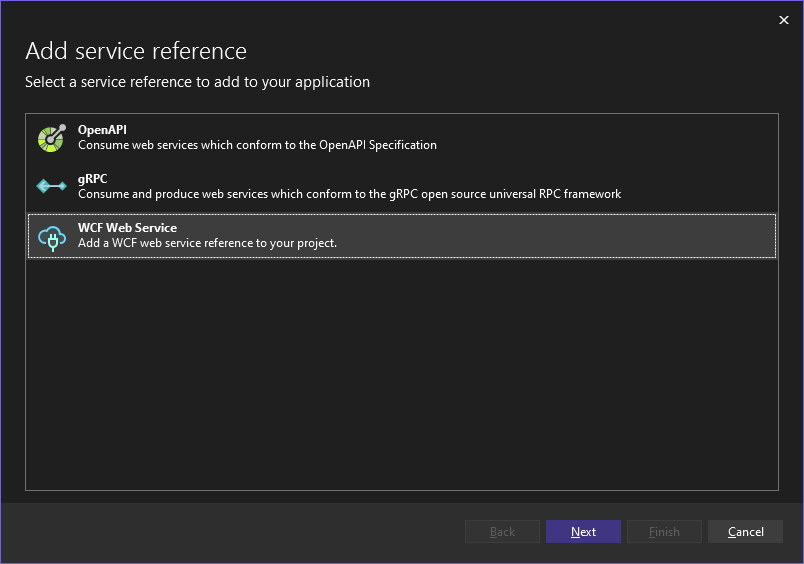 Add service reference
Select a service reference to add to your application
OpenAPI
Consume web services which conform to the OpenAPI Specification
gRPC
Consume and produce web services which conform to the gRPC open source universal RPC framework
WCF Web Service
Add a WCF web service reference to your project.
Back
Next
Finish
Cancel